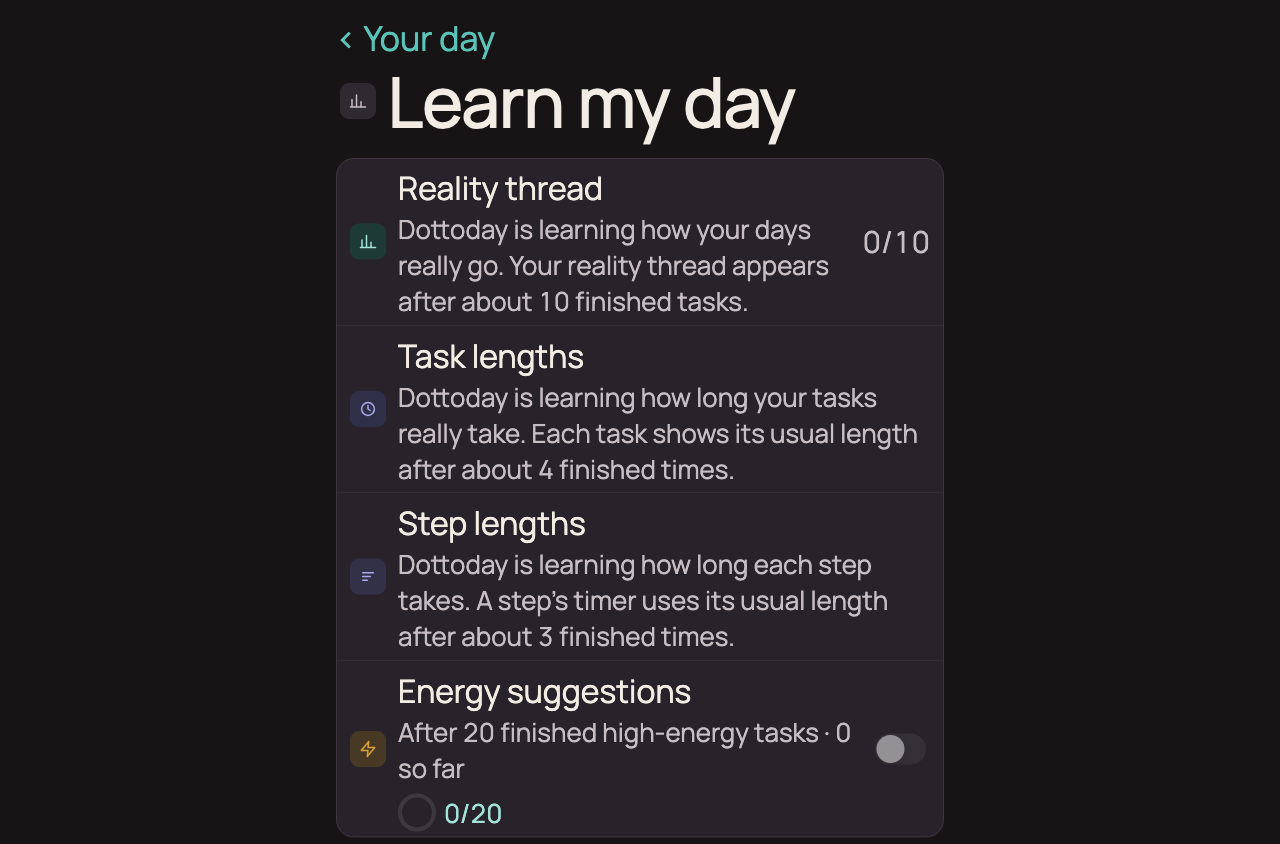 Your day
Learn my day
Reality thread
Dottoday is learning how your days
really go. Your reality thread appears
after about 10 finished tasks.
0/10
Task lengths
Dottoday is learning how long your tasks
really take. Each task shows its usual length
after about 4 finished times.
Step lengths
Dottoday is learning how long each step
takes. A step’s timer uses its usual length
after about 3 finished times.
Energy suggestions
After 20 finished high-energy tasks · 0
so far
0/20